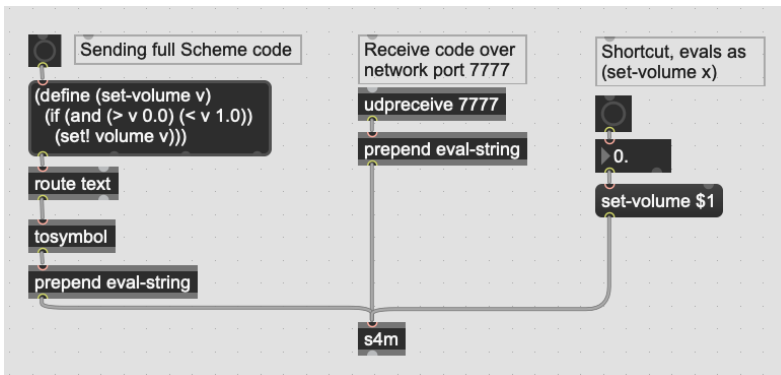 Sending full Scheme code
(define (set-volume v)
(if (and (> v 0.0) (< v 1.0))
(set! volume v)))
route text
tosymbol
prepend eval-string
Receive code over
network port 7777
udpreceive 7777
prepend eval-string
Shortcut, evals as
(set-volume x)
0.
set-volume $1
s4m